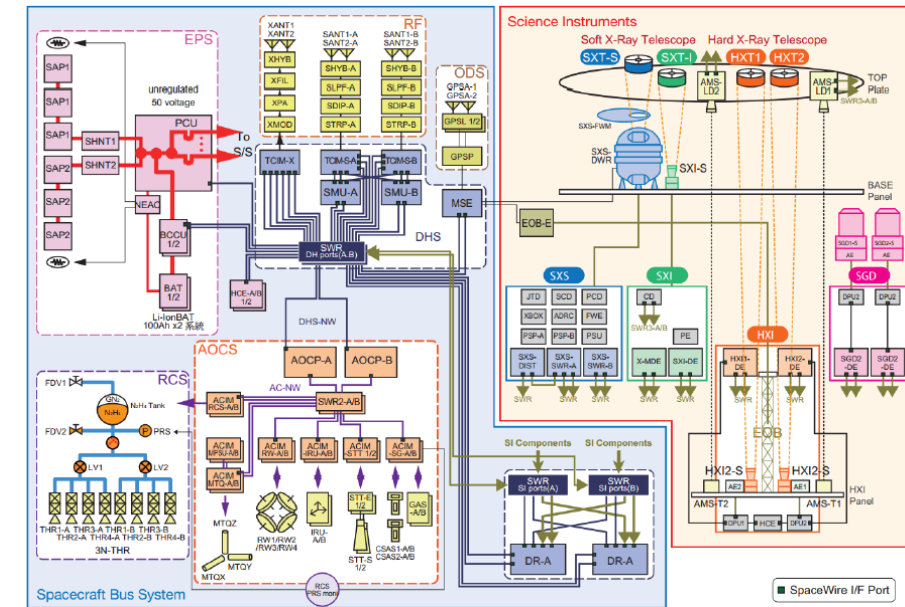 EPS
SAP1
SAP1
SAP1
SAP2
SAP2
SAP2
unregulated
50 voltage
PCU
To
S/S
SHNT1
SHNT2
NEAC
BCCU
1/2
BAT
1/2
Li-IonBAT
100Ah x2 系統
RF
XANT1
XANT2
XHYB
XFIL
XPA
XMOD
SANT1-A
SANT2-A
SHYB-A
SLPF-A
SDIP-A
STRP-A
SANT1-B
SANT2-B
SHYB-B
SLPF-B
SDIP-B
STRP-B
ODS
GPSA-1
GPSA-2
GPSL 1/2
GPSP
TCIM-X
TCIM-S-A
TCIM-S-B
SMU-A
SMU-B
MSE
DHS
SWR
DH ports(A.B)
HCE-A/B
1/2
DHS-NW
AOCS
AOCP-A
AOCP-B
AC-NW
SWR2-A/B
ACIM
RCS-A/B
ACIM
MPSU-A/B
ACIM
MTQ-A/B
ACIM
RW-A/B
ACIM
-IRU-A/B
ACIM
-STT 1/2
ACIM
-SG-A/B
MTQZ
MTQY
MTQX
RW1/RW2
/RW3/RW4
IRU-
A/B
STT-E
1/2
STT-S
1/2
CSAS1-A/B
CSAS2-A/B
GAS
-A/B
RCS
FDV1
GN₂
N₂H₄
N₂H₄ Tank
FDV2
P
PRS
LV1
LV2
THR1-A
THR3-A
THR1-B
THR3-B
THR2-A
THR4-A
THR2-B
THR4-B
3N-THR
RCS
PRS moni
Spacecraft Bus System
SI Components
SI Components
SWR
SI ports(A)
SWR
SI ports(B)
DR-A
DR-A
Science Instruments
Soft X-Ray Telescope
Hard X-Ray Telescope
SXT-S
SXT-I
HXT1
HXT2
AMS-
LD2
AMS-
LD1
TOP
Plate
SWR3-A/B
SXS-FWM
SXS-
DWR
SXI-S
BASE
Panel
EOB-E
SXS
JTD
SCD
PCD
XBOX
ADRC
FWE
PSP-A
PSP-B
PSU
SXS-
DIST
SXS-
SWR-A
SXS-
SWR-B
SWR
SWR
SXI
CD
SWR3-A/B
PE
X-MDE
SXI-DE
SWR
SWR
SGD1-S
AE
SGD2-S
AE
SGD
DPU2
DPU2
SGD2
-DE
SGD2
-DE
SWR
SWR
HXI
HXI1-
DE
HXI2-
DE
SWR
SWR
EOB
HXI2-S
HXI2-S
HXI
Panel
AE2
AE1
AMS-T2
AMS-T1
DPU1
HCE
DPU2
SpaceWire I/F Port